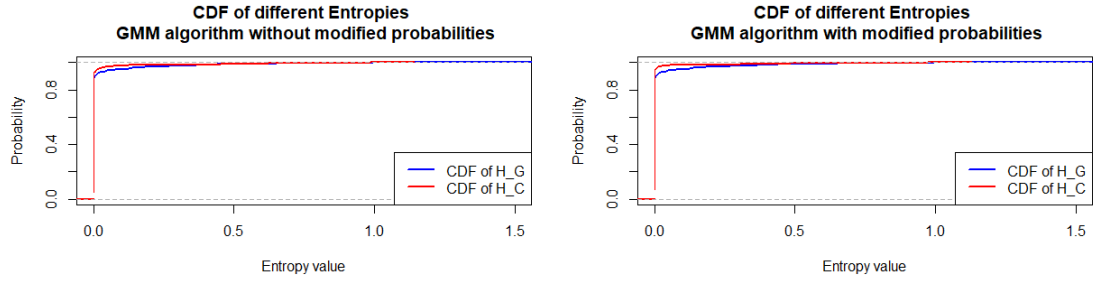 CDF of different Entropies
GMM algorithm without modified probabilities
Probability
0.8
0.4
0.0
CDF of H_G
CDF of H_C
0.0 0.5 1.0 1.5
Entropy value
CDF of different Entropies
GMM algorithm with modified probabilities
Probability
0.8
0.4
0.0
CDF of H_G
CDF of H_C
0.0 0.5 1.0 1.5
Entropy value